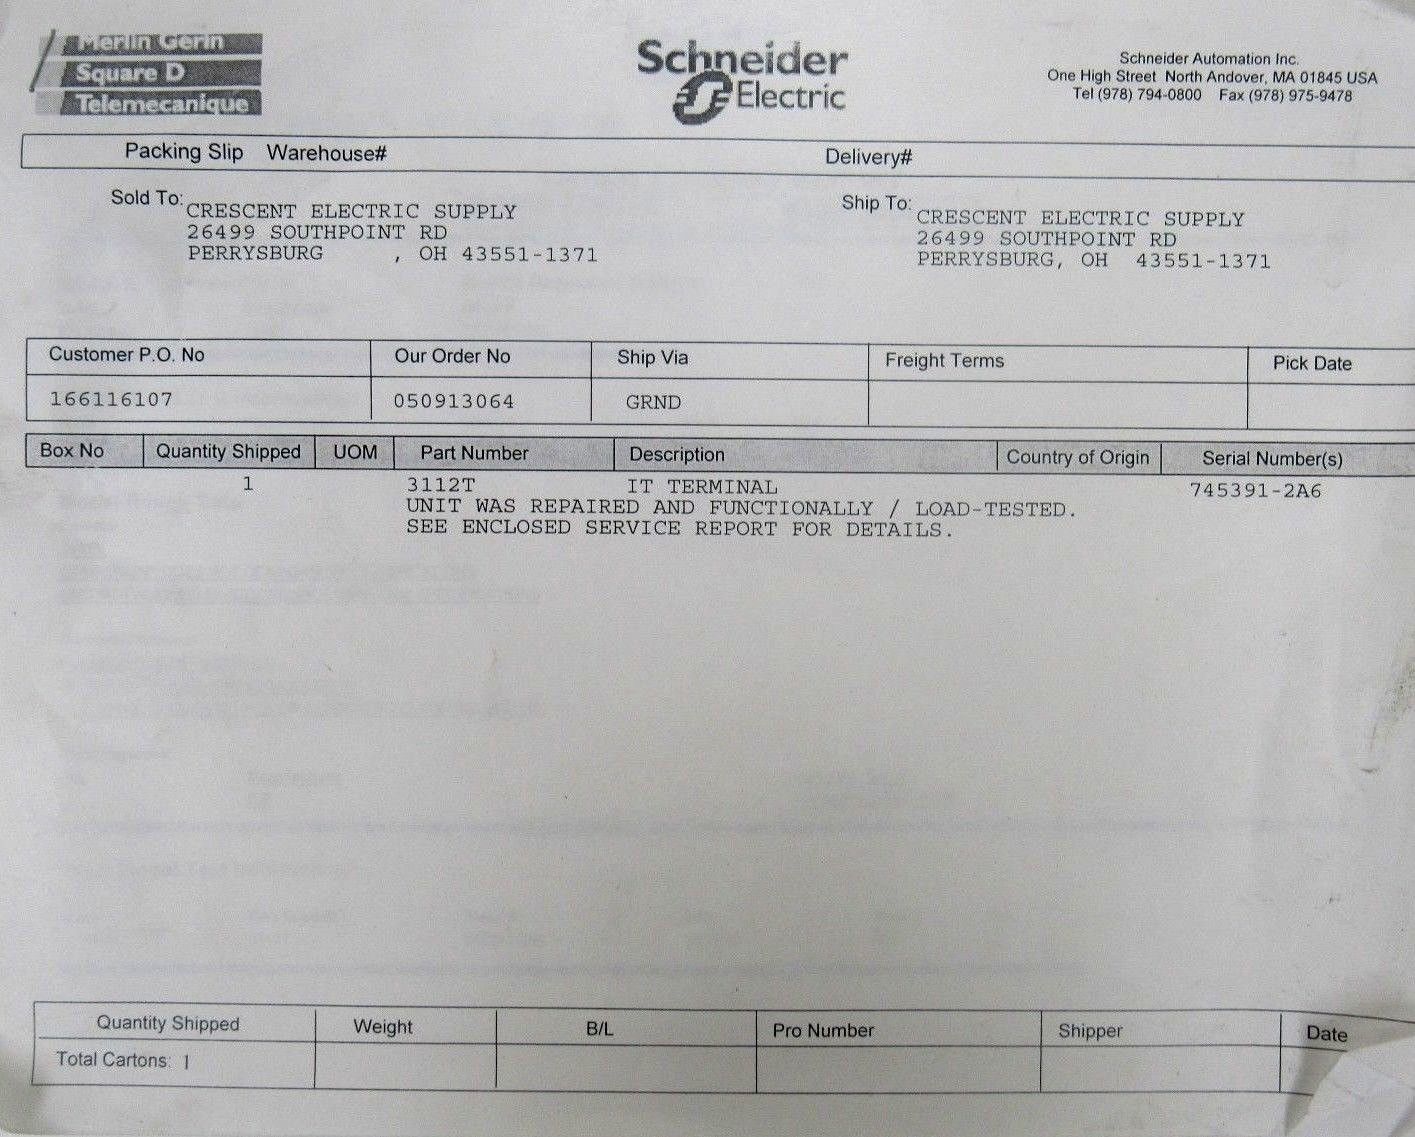 Merlin Gerin
Square D
Telemecanique
Schneider
Electric
Schneider Automation Inc.
One High Street North Andover, MA 01845 USA
Tel (978) 794-0800 Fax (978) 975-9478
Packing Slip Warehouse# Delivery#
Sold To: CRESCENT ELECTRIC SUPPLY
26499 SOUTHPOINT RD
PERRYSBURG , OH 43551-1371
Ship To: CRESCENT ELECTRIC SUPPLY
26499 SOUTHPOINT RD
PERRYSBURG, OH 43551-1371
Customer P.O. No Our Order No Ship Via Freight Terms Pick Date
166116107 050913064 GRND
Box No Quantity Shipped UOM Part Number Description Country of Origin Serial Number(s)
1 3112T IT TERMINAL 745391-2A6
UNIT WAS REPAIRED AND FUNCTIONALLY / LOAD-TESTED.
SEE ENCLOSED SERVICE REPORT FOR DETAILS.
Quantity Shipped Weight B/L Pro Number Shipper Date
Total Cartons: 1